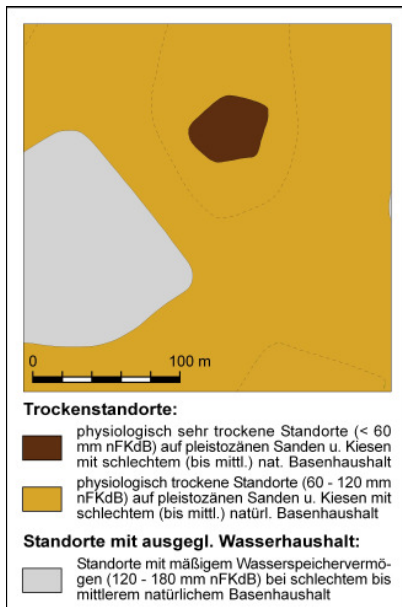 0 100 m
Trockenstandorte:
physiologisch sehr trockene Standorte (< 60
mm nFKdB) auf pleistozänen Sanden u. Kiesen
mit schlechtem (bis mittl.) nat. Basenhaushalt
physiologisch trockene Standorte (60 - 120 mm
nFKdB) auf pleistozänen Sanden u. Kiesen mit
schlechtem (bis mittl.) natürl. Basenhaushalt
Standorte mit ausgegl. Wasserhaushalt:
Standorte mit mäßigem Wasserspeichervermö-
gen (120 - 180 mm nFKdB) bei schlechtem bis
mittlerem natürlichem Basenhaushalt